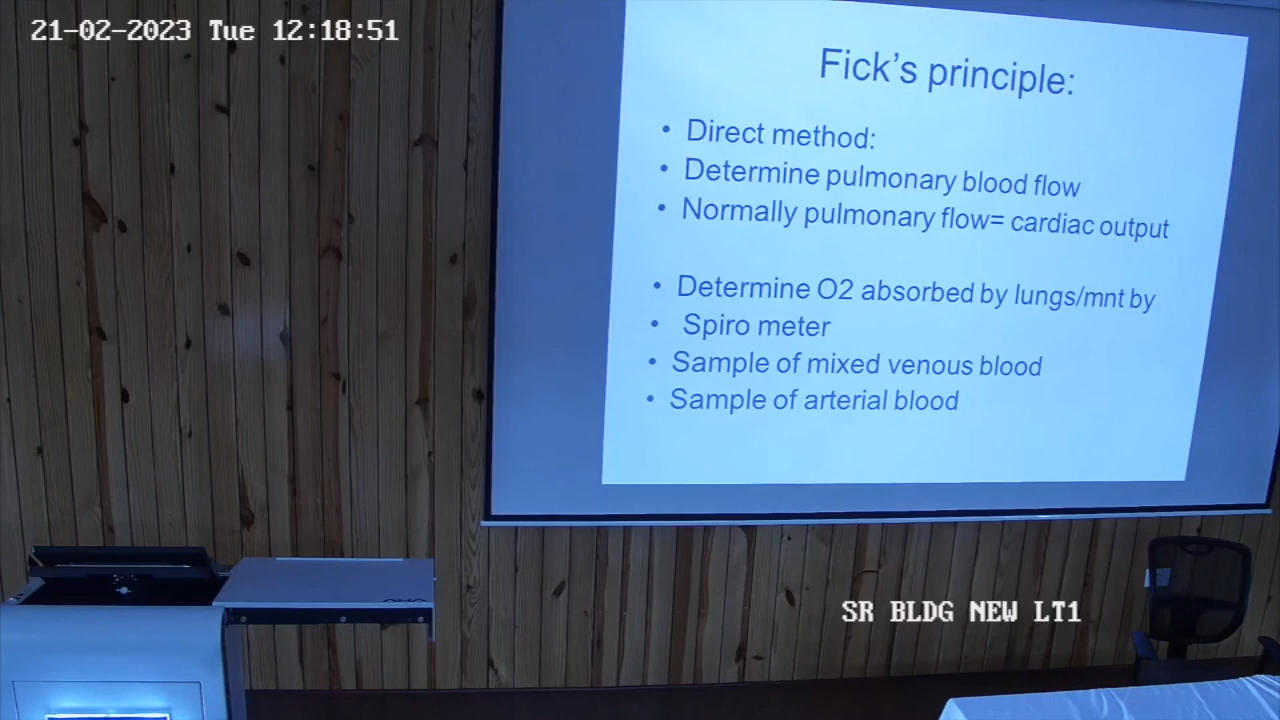 21-02-2023 Tue 12:18:51
Fick's principle:
• Direct method:
• Determine pulmonary blood flow
• Normally pulmonary flow= cardiac output
• Determine O2 absorbed by lungs/mnt by
• Spiro meter
• Sample of mixed venous blood
• Sample of arterial blood
SR BLDG NEW LT1